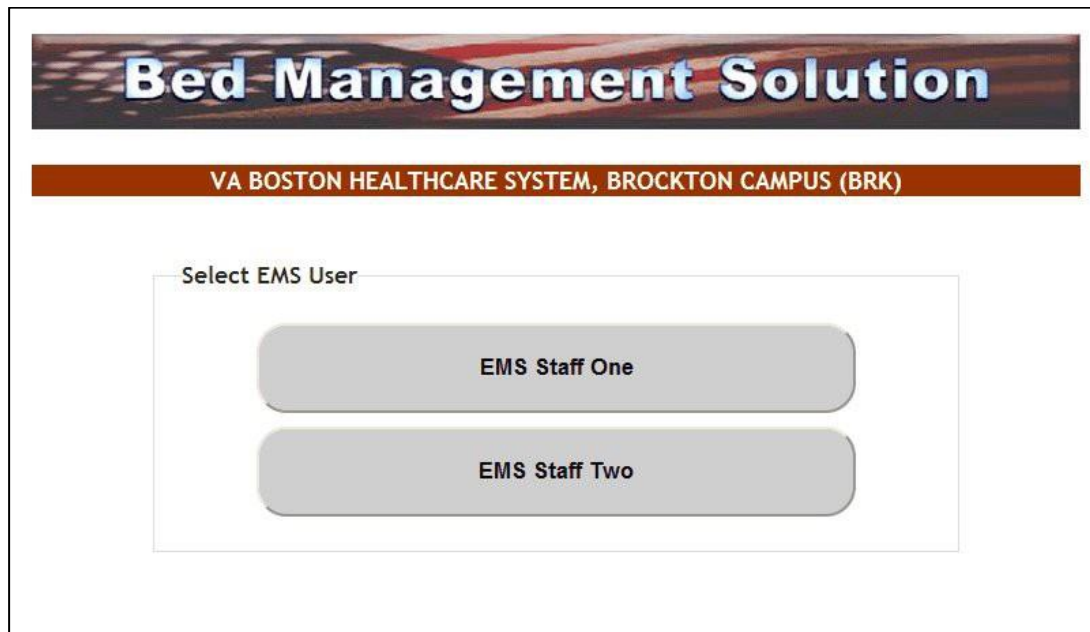 Bed Management Solution
VA BOSTON HEALTHCARE SYSTEM, BROCKTON CAMPUS (BRK)
Select EMS User
EMS Staff One
EMS Staff Two